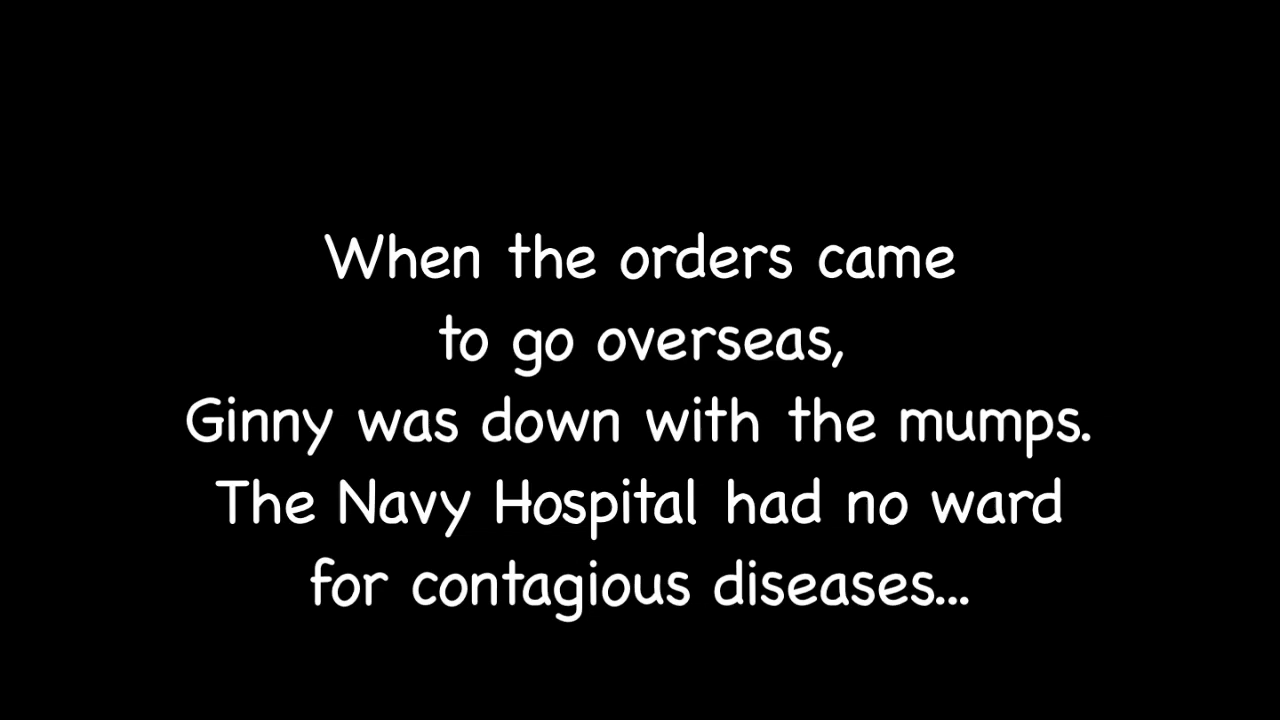 When the orders came
to go overseas,
Ginny was down with the mumps.
The Navy Hospital had no ward
for contagious diseases...